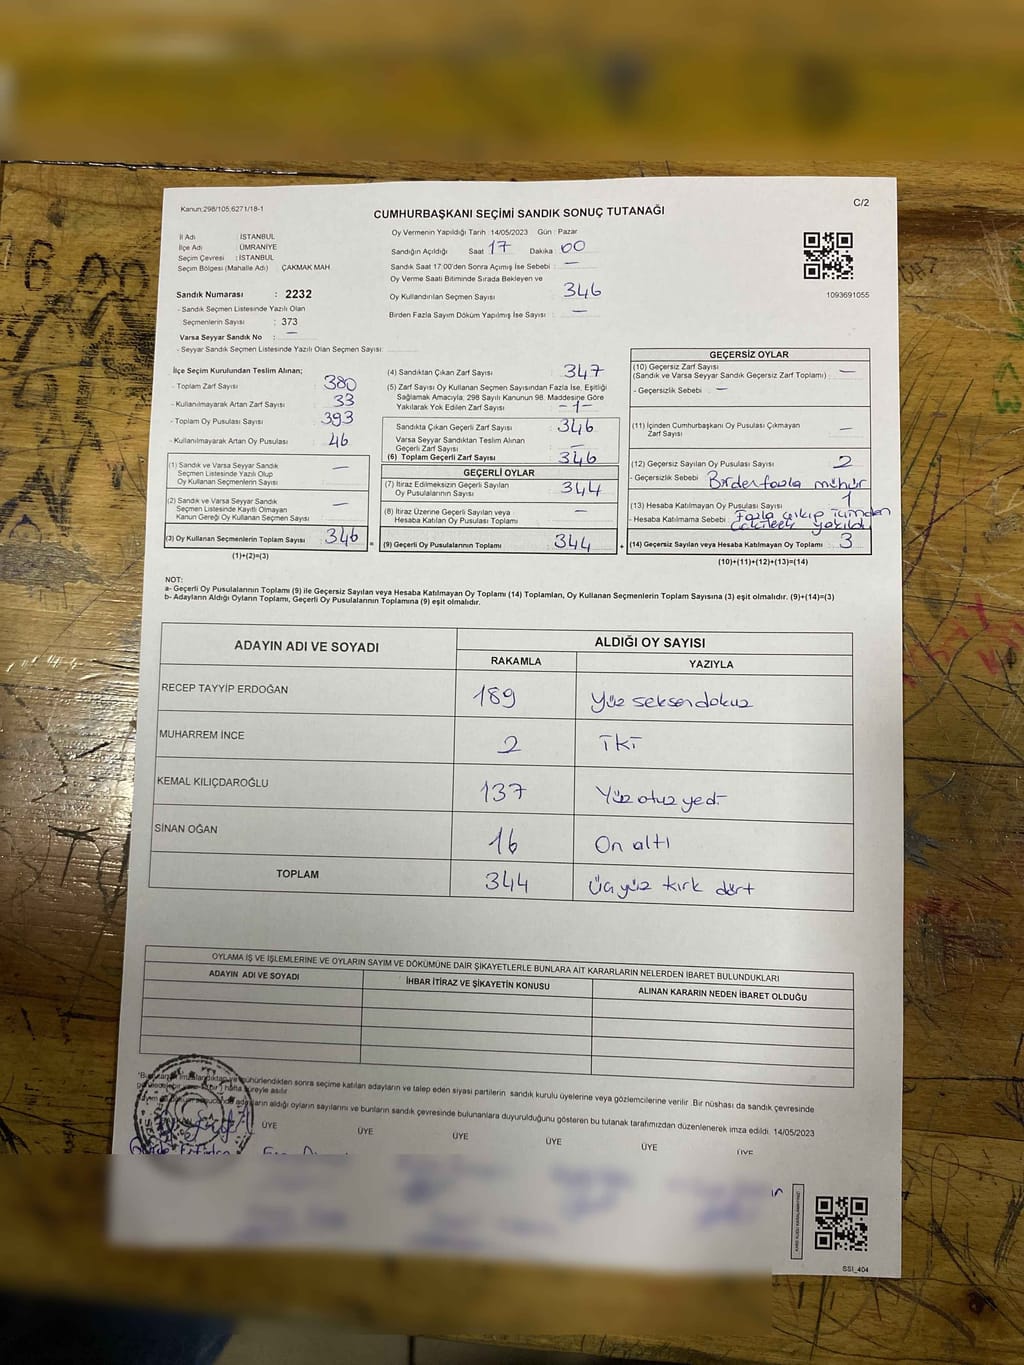 Kanun:298/105.6271/18-1
C/2
CUMHURBAŞKANI SEÇİMİ SANDIK SONUÇ TUTANAĞI
İl Adı : İSTANBUL
İlçe Adı : ÜMRANİYE
Seçim Çevresi : İSTANBUL
Seçim Bölgesi (Mahalle Adı) ÇAKMAK MAH
Sandık Numarası : 2232
- Sandık Seçmen Listesinde Yazılı Olan
Seçmenlerin Sayısı : 373
Varsa Seyyar Sandık No : —
- Seyyar Sandık Seçmen Listesinde Yazılı Olan Seçmen Sayısı:
Oy Vermenin Yapıldığı Tarih : 14/05/2023 Gün : Pazar
Sandığın Açıldığı Saat 17 Dakika 00
Sandık Saat 17:00'den Sonra Açımış İse Sebebi : —
Oy Verme Saati Bitiminde Sırada Bekleyen ve
Oy Kullandırılan Seçmen Sayısı 346
Birden Fazla Sayım Döküm Yapılmış İse Sayısı : —
1093691055
İlçe Seçim Kurulundan Teslim Alınan;
- Toplam Zarf Sayısı 380
- Kullanılmayarak Artan Zarf Sayısı 33
- Toplam Oy Pusulası Sayısı 393
- Kullanılmayarak Artan Oy Pusulası 46
(1) Sandık ve Varsa Seyyar Sandık
Seçmen Listesinde Yazılı Olup
Oy Kullanan Seçmenlerin Sayısı —
(2) Sandık ve Varsa Seyyar Sandık
Seçmen Listesinde Kayıtlı Olmayan
Kanun Gereği Oy Kullanan Seçmen Sayısı —
(3) Oy Kullanan Seçmenlerin Toplam Sayısı 346 =
(1)+(2)=(3)
(4) Sandıktan Çıkan Zarf Sayısı 347
(5) Zarf Sayısı Oy Kullanan Seçmen Sayısından Fazla İse, Eşitliği
Sağlamak Amacıyla; 298 Sayılı Kanunun 98. Maddesine Göre
Yakılarak Yok Edilen Zarf Sayısı -1-
Sandıkta Çıkan Geçerli Zarf Sayısı 346
Varsa Seyyar Sandıktan Teslim Alınan
Geçerli Zarf Sayısı —
(6) Toplam Geçerli Zarf Sayısı 346
GEÇERLİ OYLAR
(7) İtiraz Edilmeksizin Geçerli Sayılan
Oy Pusulalarının Sayısı 344
(8) İtiraz Üzerine Geçerli Sayılan veya
Hesaba Katılan Oy Pusulası Toplamı —
(9) Geçerli Oy Pusulalarının Toplamı 344 +
GEÇERSİZ OYLAR
(10) Geçersiz Zarf Sayısı
(Sandık ve Varsa Seyyar Sandık Geçersiz Zarf Toplamı) : —
- Geçersizlik Sebebi : —
(11) İçinden Cumhurbaşkanı Oy Pusulası Çıkmayan
Zarf Sayısı —
(12) Geçersiz Sayılan Oy Pusulası Sayısı 2
- Geçersizlik Sebebi Birden fazla mühür
(13) Hesaba Katılmayan Oy Pusulası Sayısı 1
- Hesaba Katılmama Sebebi : Fazla çıkıp içinden
yakıldı
(14) Geçersiz Sayılan veya Hesaba Katılmayan Oy Toplamı 3
(10)+(11)+(12)+(13)=(14)
NOT:
a- Geçerli Oy Pusulalarının Toplamı (9) ile Geçersiz Sayılan veya Hesaba Katılmayan Oy Toplamı (14) Toplamları, Oy Kullanan Seçmenlerin Toplam Sayısına (3) eşit olmalıdır. (9)+(14)=(3)
b- Adayların Aldığı Oyların Toplamı, Geçerli Oy Pusulalarının Toplamına (9) eşit olmalıdır.
ADAYIN ADI VE SOYADI ALDIĞI OY SAYISI
RAKAMLA YAZIYLA
RECEP TAYYİP ERDOĞAN 189 Yüz seksen dokuz
MUHARREM İNCE 2 İki
KEMAL KILIÇDAROĞLU 137 Yüz otuz yedi
SİNAN OĞAN 16 On altı
TOPLAM 344 Üçyüz kırk dört
OYLAMA İŞ VE İŞLEMLERİNE VE OYLARIN SAYIM VE DÖKÜMÜNE DAİR ŞİKAYETLERLE BUNLARA AİT KARARLARIN NELERDEN İBARET BULUNDUKLARI
ADAYIN ADI VE SOYADI İHBAR İTİRAZ VE ŞİKAYETİN KONUSU ALINAN KARARIN NEDEN İBARET OLDUĞU
mühürlendikten sonra seçime katılan adayların ve talep eden siyasi partilerin sandık kurulu üyelerine veya gözlemcilerine verilir. Bir nüshası da sandık çevresinde
hafta süreyle asılır
adayların aldığı oyların sayılarını ve bunların sandık çevresinde bulunanlara duyurulduğunu gösteren bu tutanak tarafımızdan düzenlenerek imza edildi. 14/05/2023
ÜYE ÜYE ÜYE ÜYE ÜYE ÜYE
SSI_404